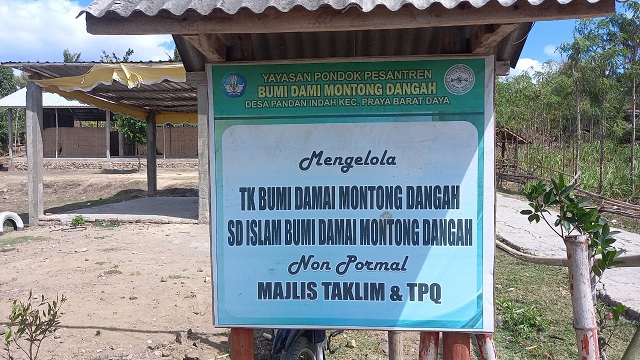 YAYASAN PONDOK PESANTREN
BUMI DAMI MONTONG DANGAH
DESA PANDAN INDAH KEC. PRAYA BARAT DAYA
Mengelola
TK BUMI DAMAI MONTONG DANGAH
SD ISLAM BUMI DAMAI MONTONG DANGAH
Non Pormal
MAJLIS TAKLIM & TPQ